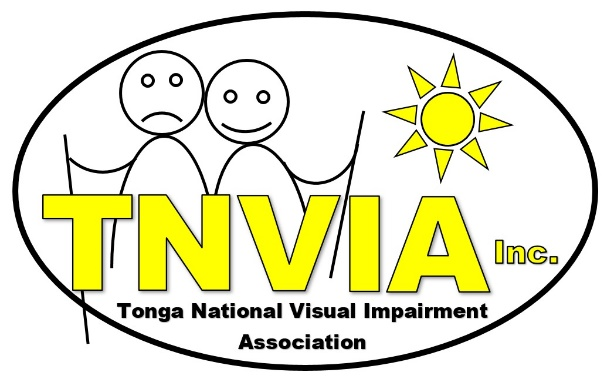 TNVIA Inc.
Tonga National Visual Impairment
Association